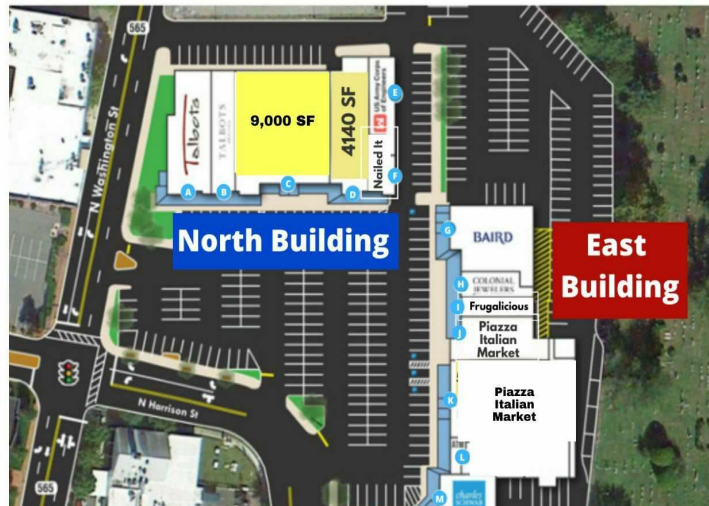 565
N Washington St
Talbots
TALBOTS
9,000 SF
4140 SF
US Army Corps
of Engineers
Nailed It
A
B
C
D
E
F
North Building
G
BAIRD
East
Building
H
COLONIAL
JEWELERS
I
Frugalicious
J
Piazza
Italian
Market
K
Piazza
Italian
Market
N Harrison St
L
565
M
charles
SCHWAB